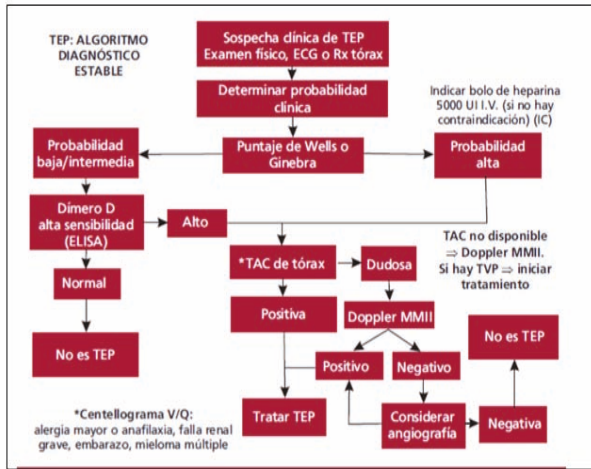 TEP: ALGORITMO
DIAGNÓSTICO
ESTABLE
Sospecha clínica de TEP
Examen físico, ECG o Rx tórax
Determinar probabilidad
clínica
Indicar bolo de heparina
5000 UI I.V. (si no hay
contraindicación) (IC)
Probabilidad
baja/intermedia
Puntaje de Wells o
Ginebra
Probabilidad
alta
Dímero D
alta sensibilidad
(ELISA)
Alto
*TAC de tórax
Dudosa
TAC no disponible
⇒ Doppler MMII.
Si hay TVP ⇒ iniciar
tratamiento
Normal
Positiva
Doppler MMII
No es TEP
Positivo
Negativo
No es TEP
*Centellograma V/Q:
alergia mayor o anafilaxia, falla renal
grave, embarazo, mieloma múltiple
Tratar TEP
Considerar
angiografía
Negativa